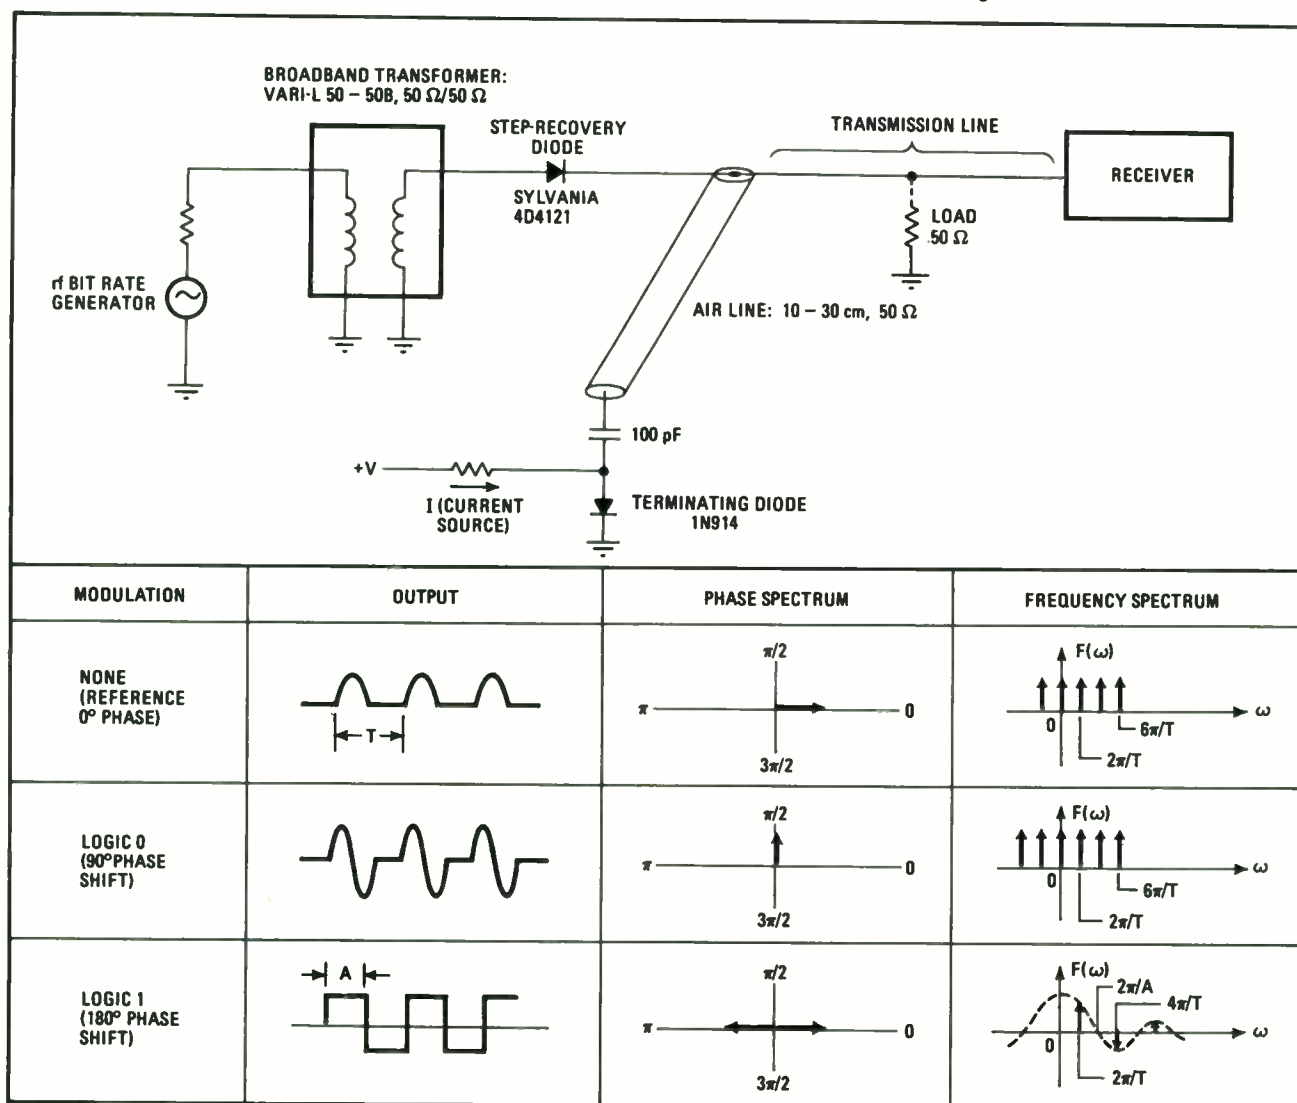 BROADBAND TRANSFORMER:
VARI-L 50 – 50B, 50 Ω/50 Ω
STEP-RECOVERY
DIODE
SYLVANIA
4D4121
TRANSMISSION LINE
RECEIVER
LOAD
50 Ω
rf BIT RATE
GENERATOR
AIR LINE: 10 – 30 cm, 50 Ω
100 pF
+V
I (CURRENT
SOURCE)
TERMINATING DIODE
1N914
MODULATION OUTPUT PHASE SPECTRUM FREQUENCY SPECTRUM
NONE
(REFERENCE
0° PHASE)
T
π/2
π 0
3π/2
F(ω)
0 ω
6π/T
2π/T
LOGIC 0
(90° PHASE
SHIFT)
π/2
π 0
3π/2
F(ω)
0 ω
6π/T
2π/T
LOGIC 1
(180° PHASE
SHIFT)
A
π/2
π 0
3π/2
F(ω)
2π/A
4π/T
0 ω
2π/T